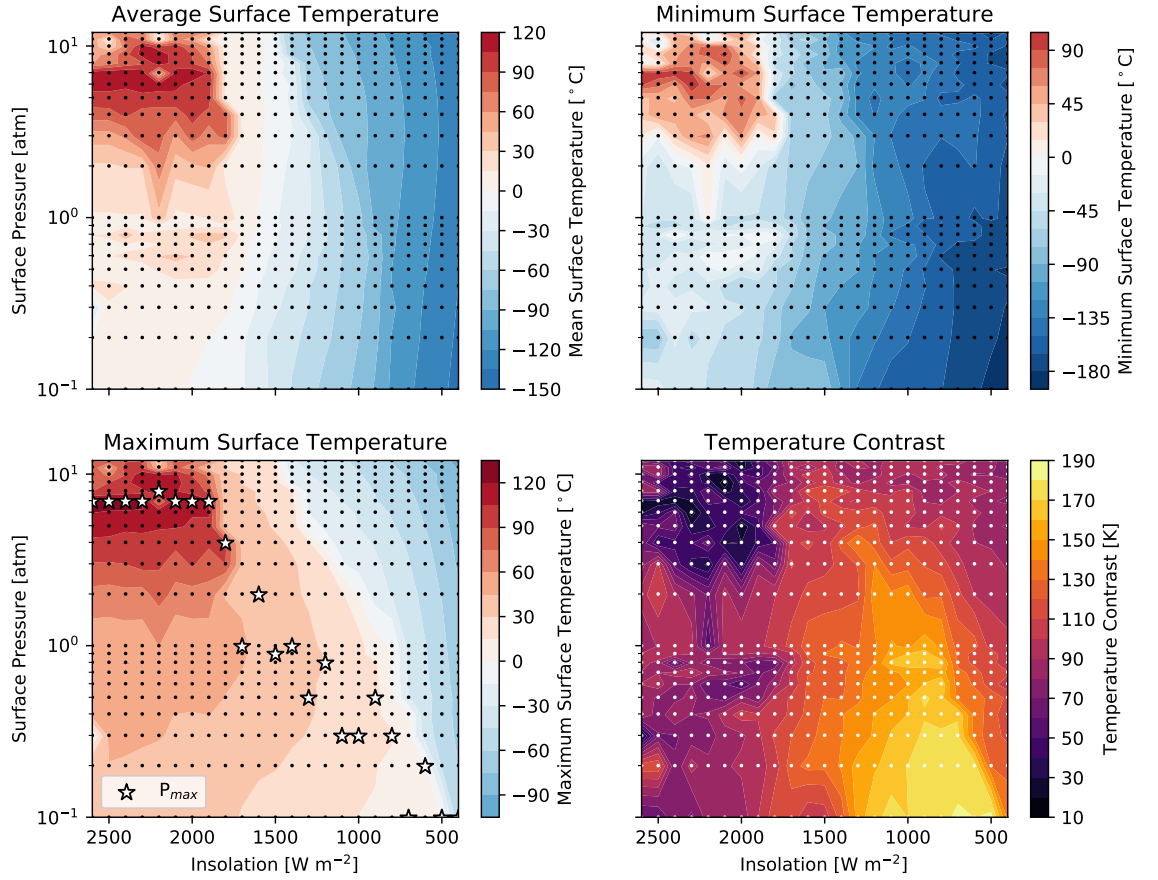 Average Surface Temperature
Surface Pressure [atm]
10^1
10^0
10^−1
120
90
60
30
0
−30
−60
−90
−120
−150
Mean Surface Temperature [°C]
Minimum Surface Temperature
90
45
0
−45
−90
−135
−180
Minimum Surface Temperature [°C]
Maximum Surface Temperature
Surface Pressure [atm]
10^1
10^0
10^−1
P_max
2500 2000 1500 1000 500
Insolation [W m^−2]
120
90
60
30
0
−30
−60
−90
Maximum Surface Temperature [°C]
Temperature Contrast
2500 2000 1500 1000 500
Insolation [W m^−2]
190
170
150
130
110
90
70
50
30
10
Temperature Contrast [K]